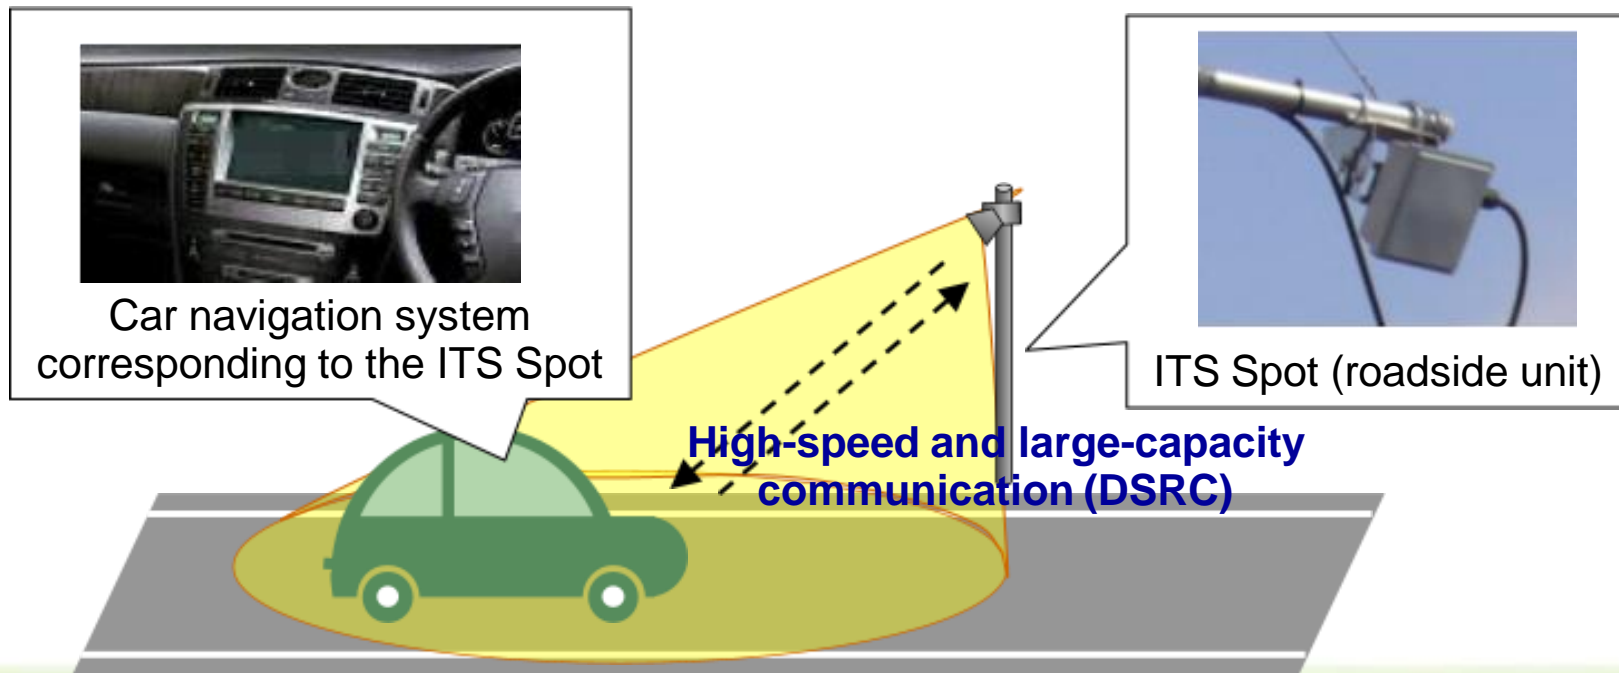 Car navigation system
corresponding to the ITS Spot
ITS Spot (roadside unit)
High-speed and large-capacity
communication (DSRC)